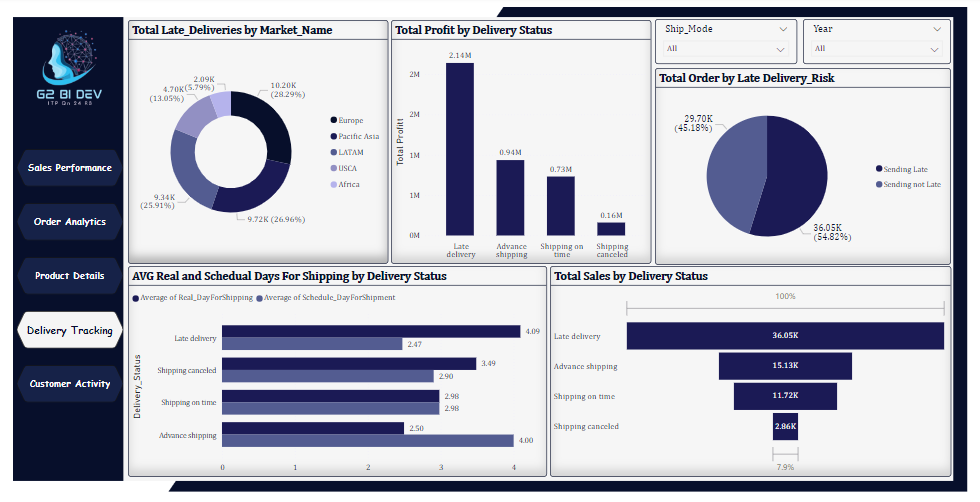 G2 BI DEV
ITP Qn 24 R3
Sales Performance
Order Analytics
Product Details
Delivery Tracking
Customer Activity
Total Late_Deliveries by Market_Name
2.09K
(5.79%)
4.70K
(13.05%)
10.20K
(28.29%)
9.34K
(25.91%)
9.72K (26.96%)
Europe
Pacific Asia
LATAM
USCA
Africa
Total Profit by Delivery Status
Total Profitt
2M
2M
1M
1M
0M
2.14M
0.94M
0.73M
0.16M
Late
delivery
Advance
shipping
Shipping on
time
Shipping
canceled
Ship_Mode
All
Year
All
Total Order by Late Delivery_Risk
29.70K
(45.18%)
36.05K
(54.82%)
Sending Late
Sending not Late
AVG Real and Schedual Days For Shipping by Delivery Status
Average of Real_DayForShipping
Average of Schedule_DayForShipment
Delivery_Status
Late delivery
4.09
2.47
Shipping canceled
3.49
2.90
Shipping on time
2.98
2.98
Advance shipping
2.50
4.00
0 1 2 3 4
Total Sales by Delivery Status
100%
Late delivery
36.05K
Advance shipping
15.13K
Shipping on time
11.72K
Shipping canceled
2.86K
7.9%